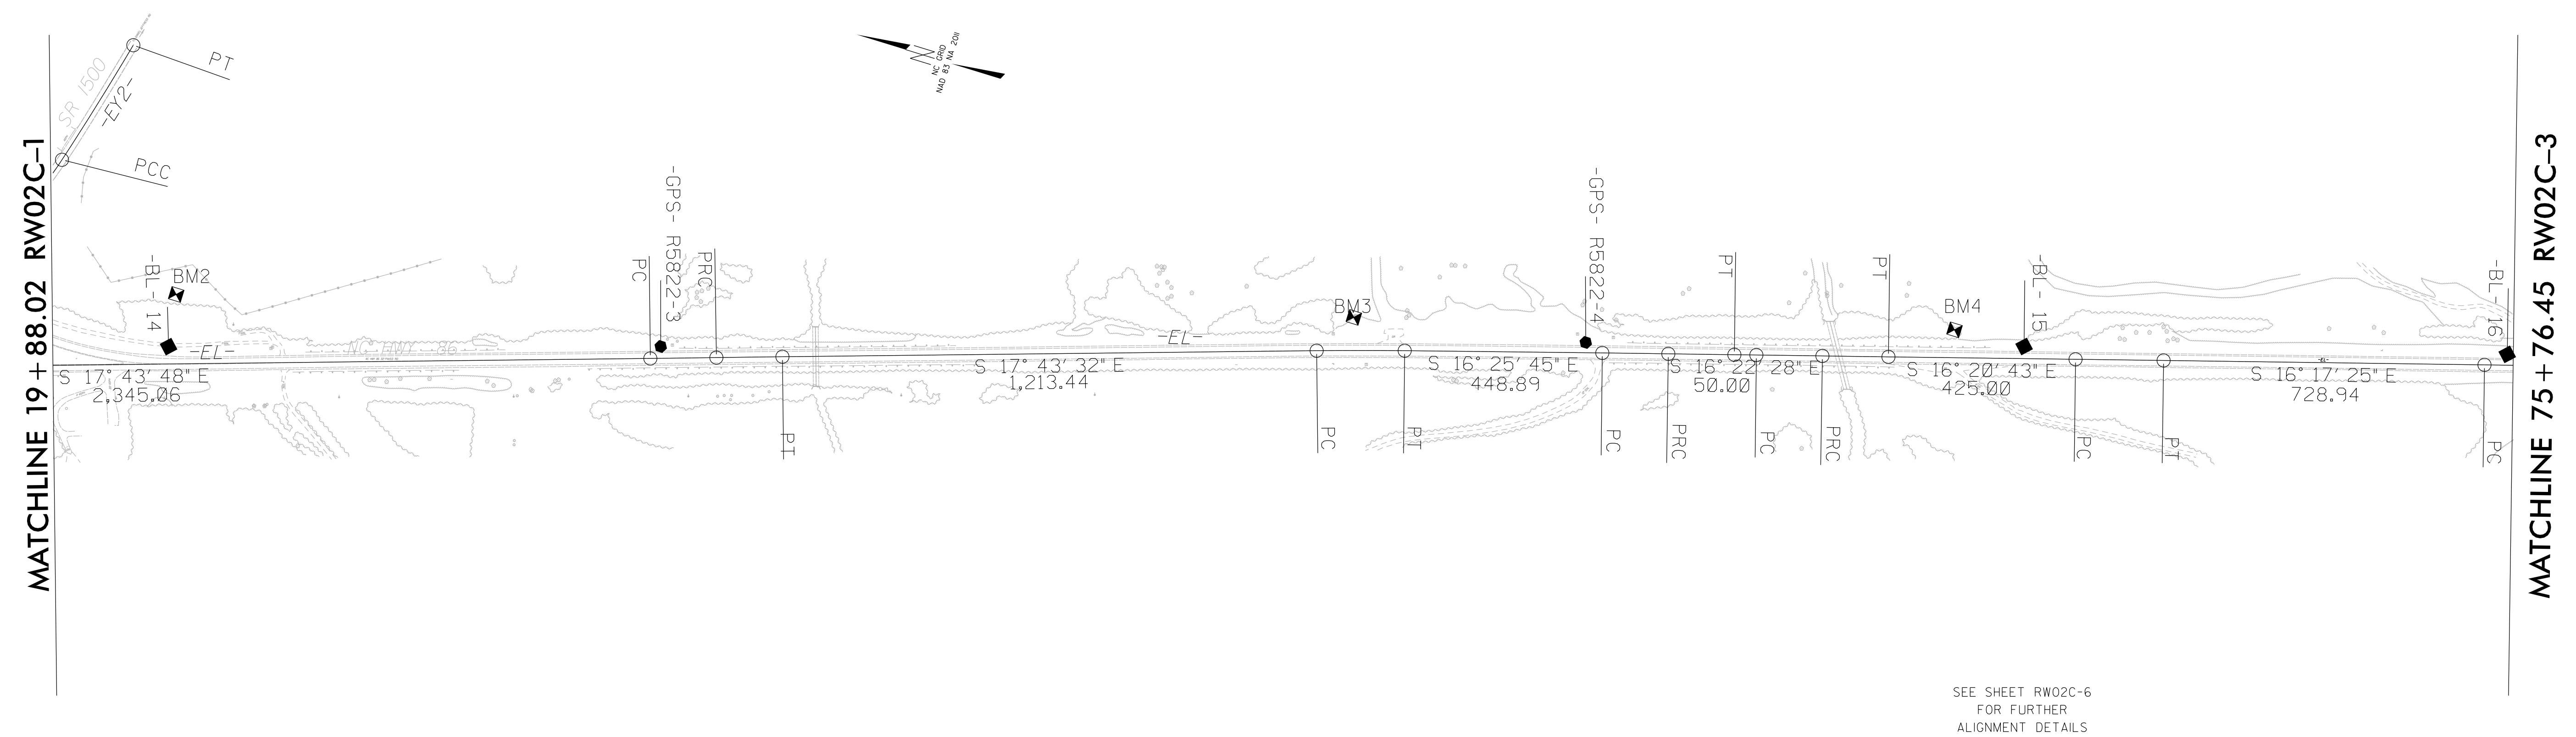 MATCHLINE 19+88.02 RW02C-1
SR 1500
-EY2-
PT
PCC
N
NC GRID
NAD 83 NA 2011
-BL- 14
BM2
-EL-
NC HWY 96
S 17° 43' 48" E
2,345.06
PC
-GPS- R5822-3
PRC
PT
S 17° 43' 32" E
1,213.44
-EL-
PC
BM3
PT
S 16° 25' 45" E
448.89
-GPS- R5822-4
PC
PRC
PT
S 16° 22' 28" E
50.00
PC
PRC
PT
BM4
S 16° 20' 43" E
425.00
-BL- 15
PC
PT
-EL-
S 16° 17' 25" E
728.94
-BL- 16
PC
MATCHLINE 75+76.45 RW02C-3
SEE SHEET RW02C-6
FOR FURTHER
ALIGNMENT DETAILS